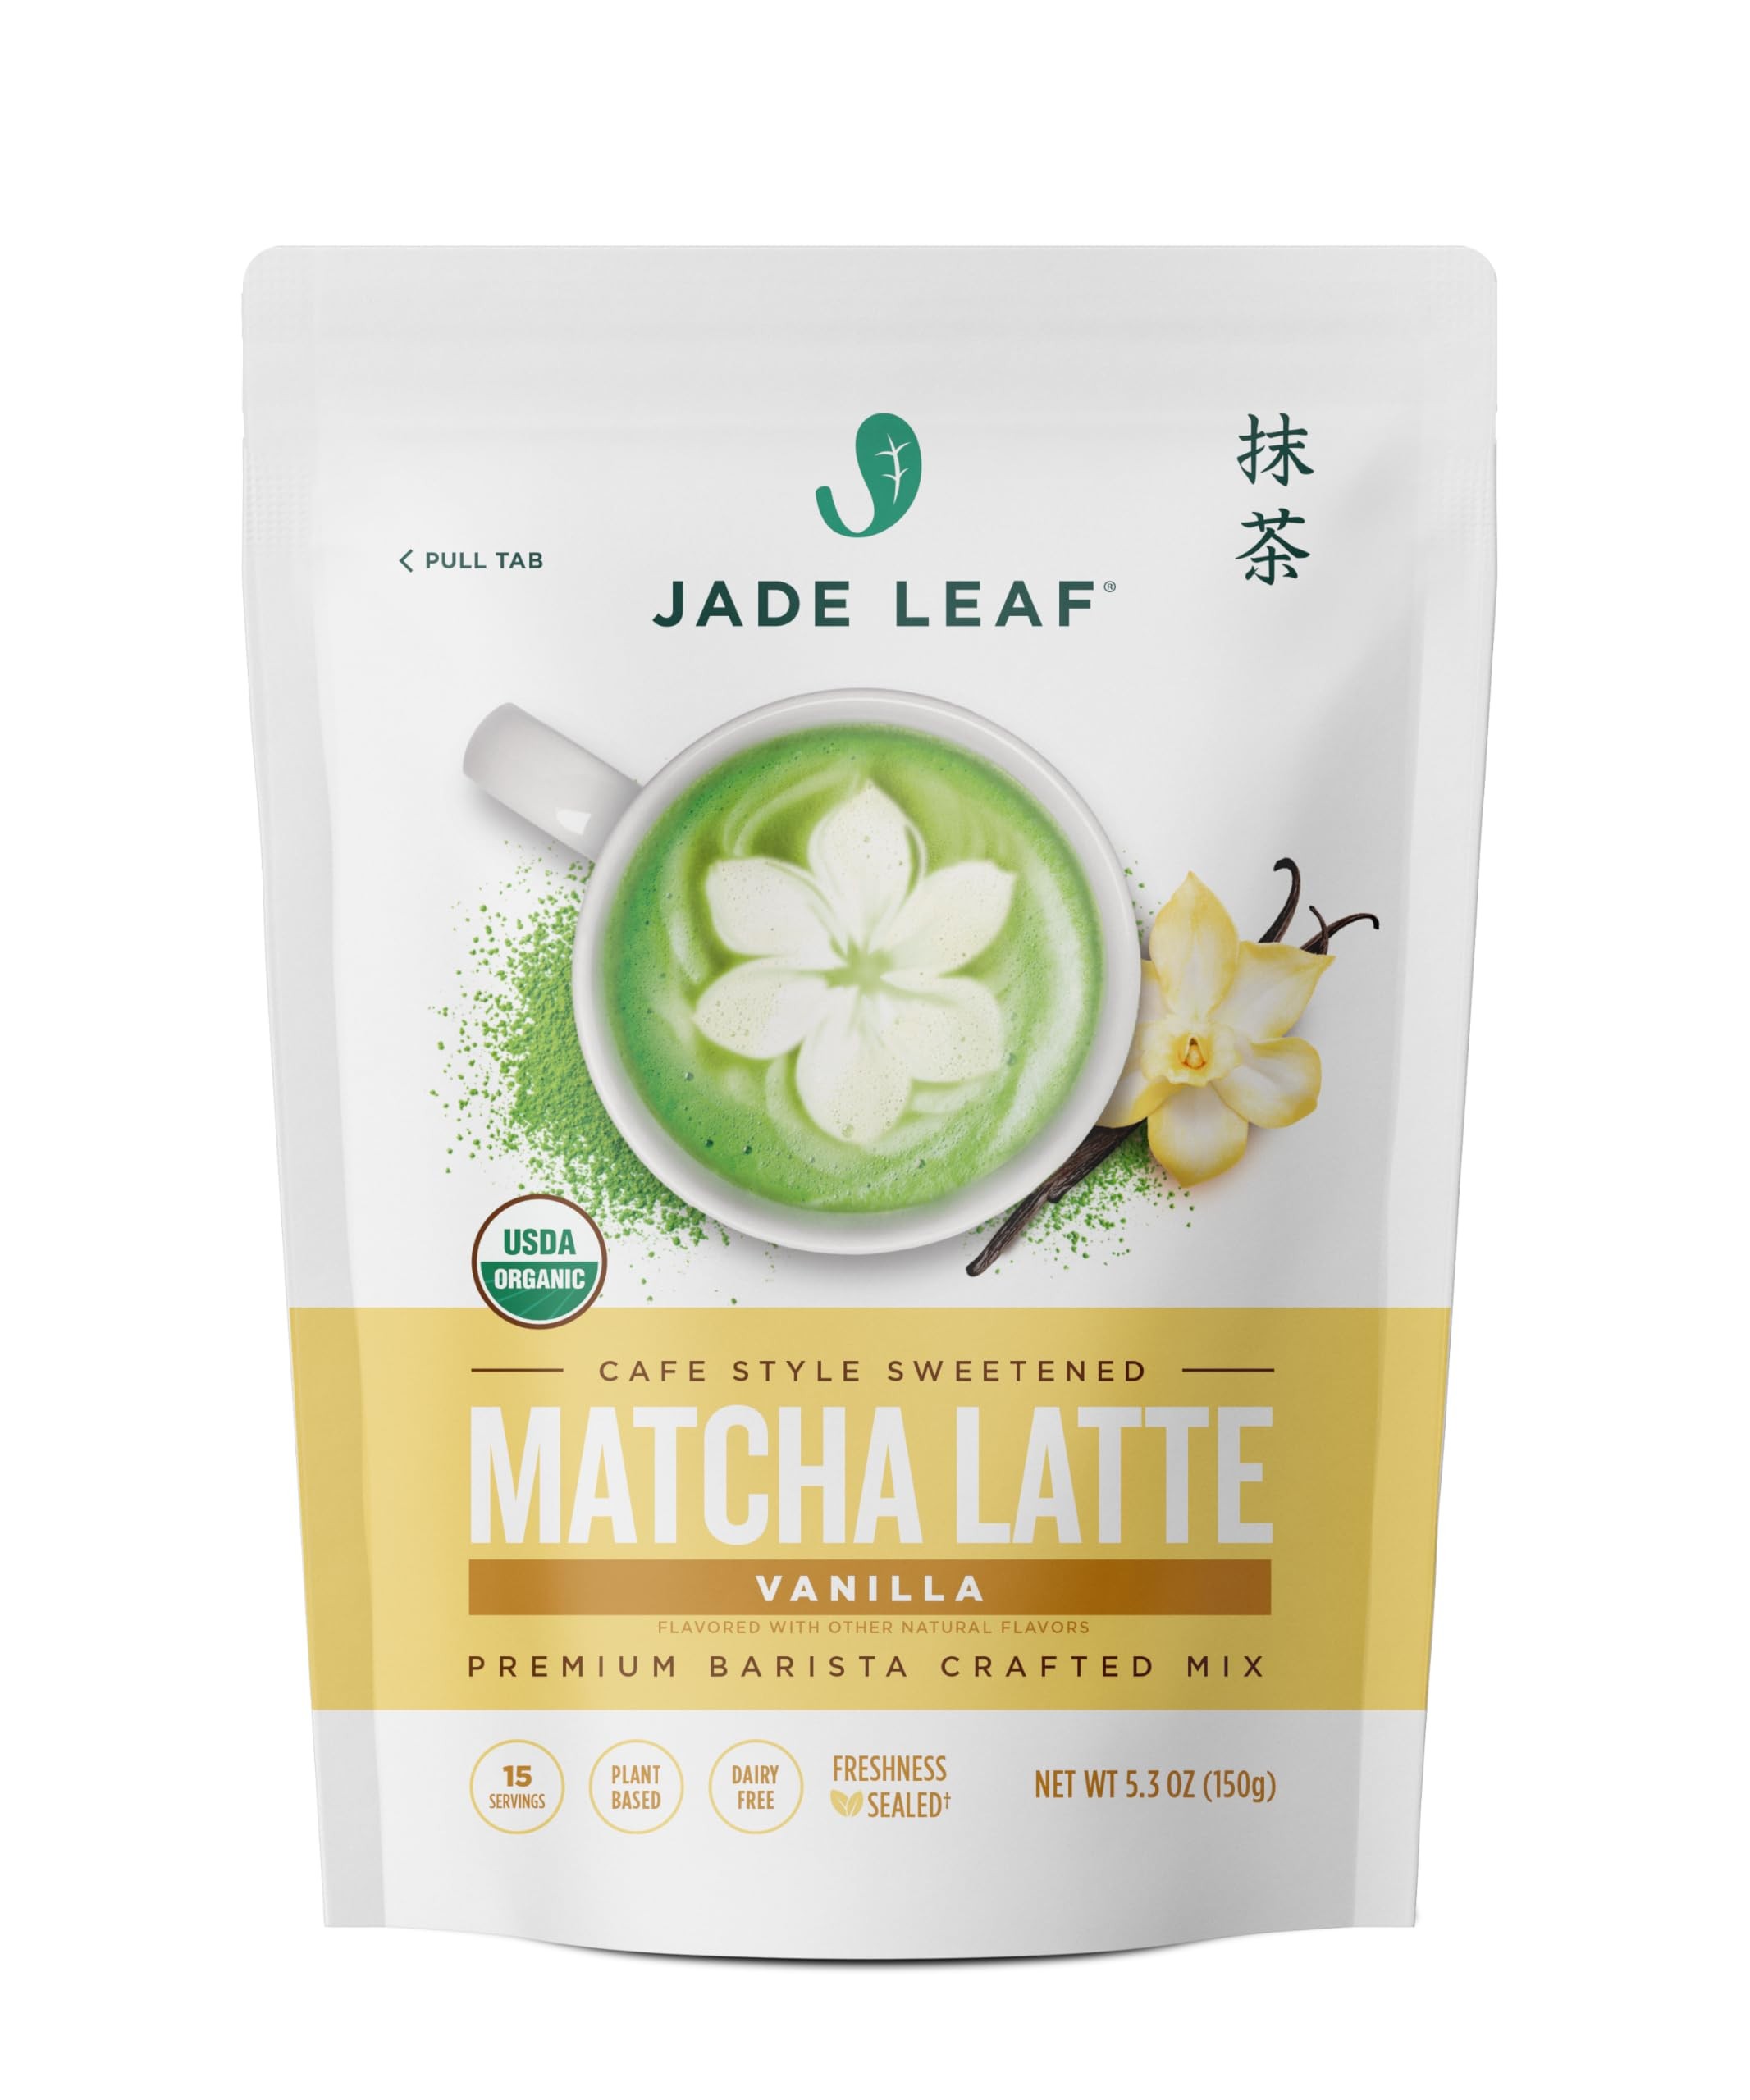 抹茶
< PULL TAB
JADE LEAF®
USDA
ORGANIC
CAFE STYLE SWEETENED
MATCHA LATTE
VANILLA
FLAVORED WITH OTHER NATURAL FLAVORS
PREMIUM BARISTA CRAFTED MIX
15
SERVINGS
PLANT
BASED
DAIRY
FREE
FRESHNESS
SEALED†
NET WT 5.3 OZ (150g)